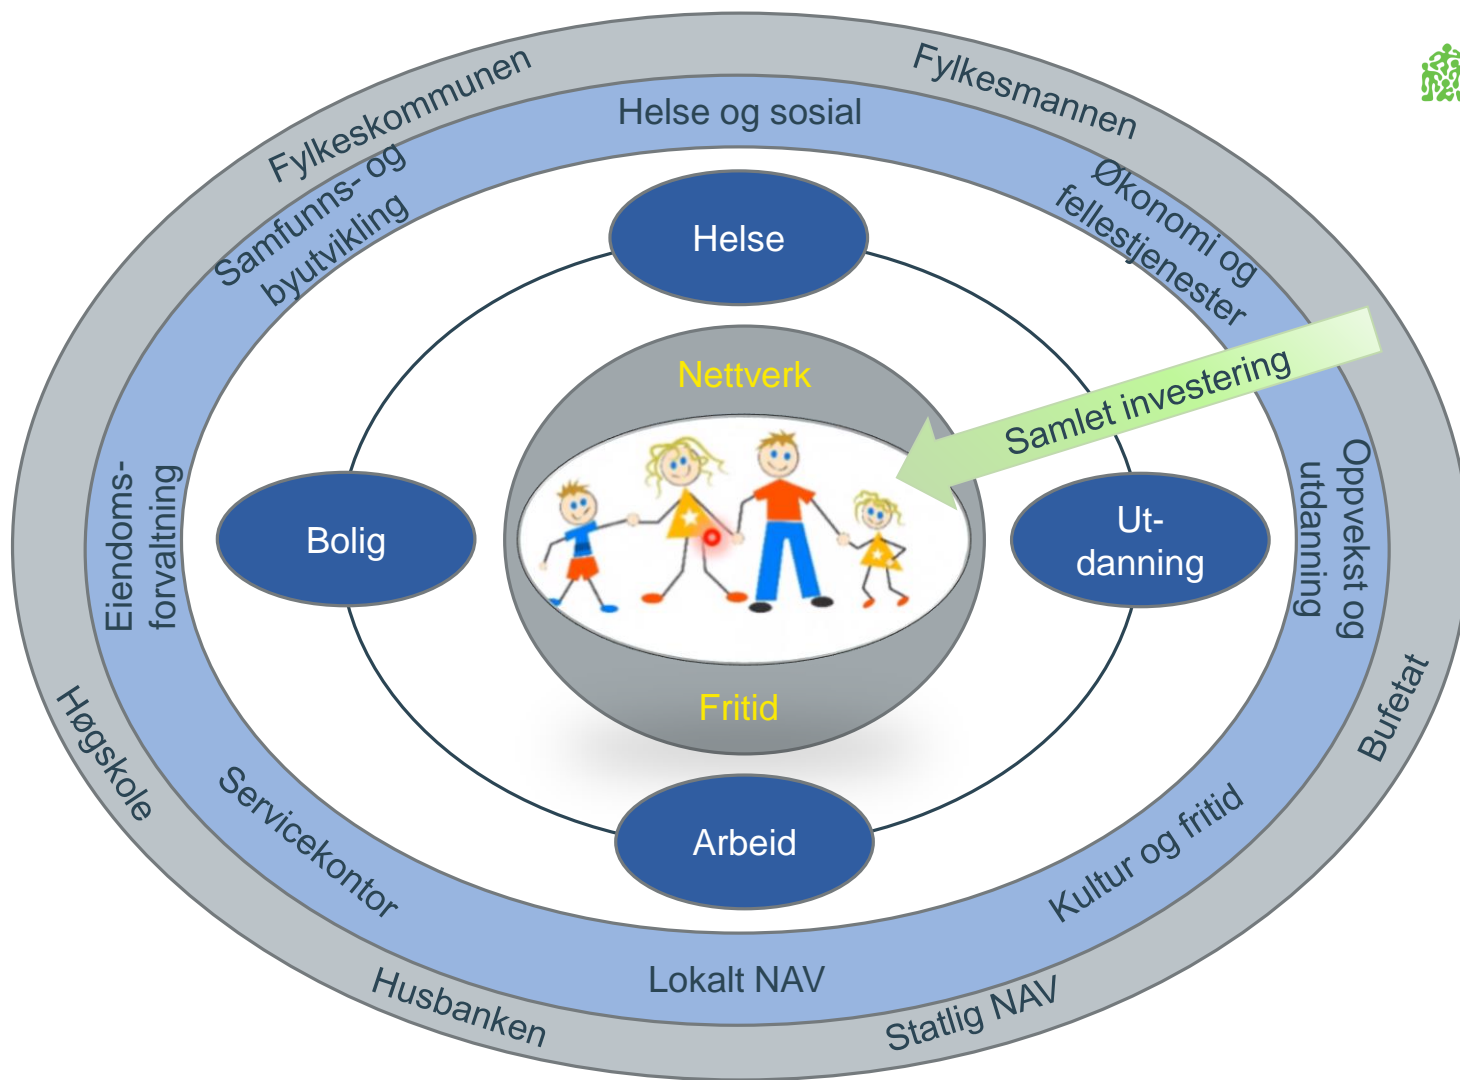 Fylkeskommunen
Fylkesmannen
Helse og sosial
Samfunns- og
byutvikling
Økonomi og
fellestjenester
Helse
Nettverk
Samlet investering
Eiendoms-
forvaltning
Bolig
Ut-
danning
Oppvekst og
utdanning
Fritid
Høgskole
Bufetat
Servicekontor
Arbeid
Kultur og fritid
Lokalt NAV
Husbanken
Statlig NAV